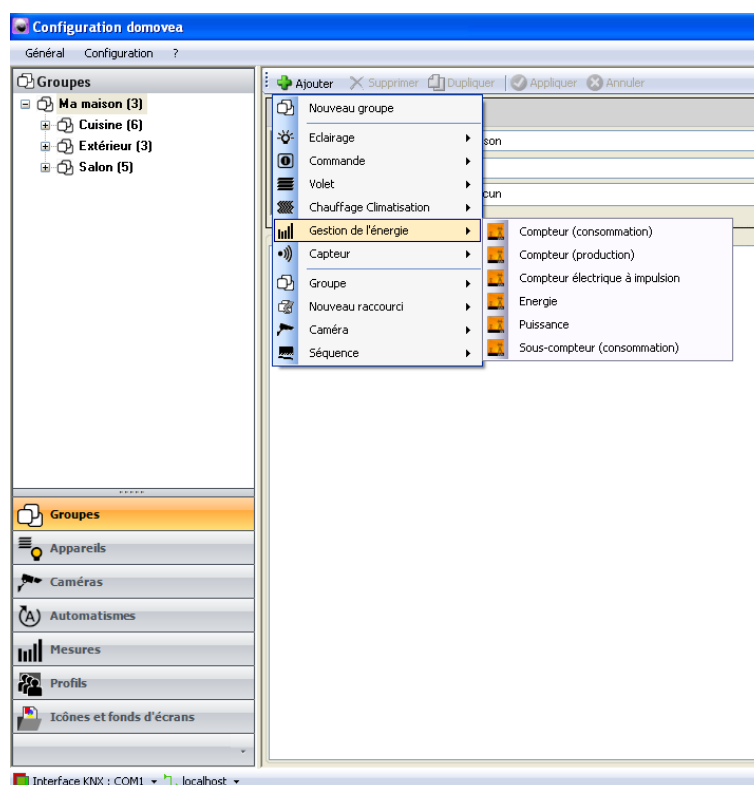 Configuration domovea
Général Configuration ?
Groupes
Ma maison (3)
Cuisine (6)
Extérieur (3)
Salon (5)
Ajouter Supprimer Dupliquer Appliquer Annuler
Nouveau groupe
Eclairage
Commande
Volet
Chauffage Climatisation
Gestion de l'énergie
Capteur
Groupe
Nouveau raccourci
Caméra
Séquence
son
cun
Compteur (consommation)
Compteur (production)
Compteur électrique à impulsion
Energie
Puissance
Sous-compteur (consommation)
Groupes
Appareils
Caméras
Automatismes
Mesures
Profils
Icônes et fonds d'écrans
Interface KNX : COM1 localhost